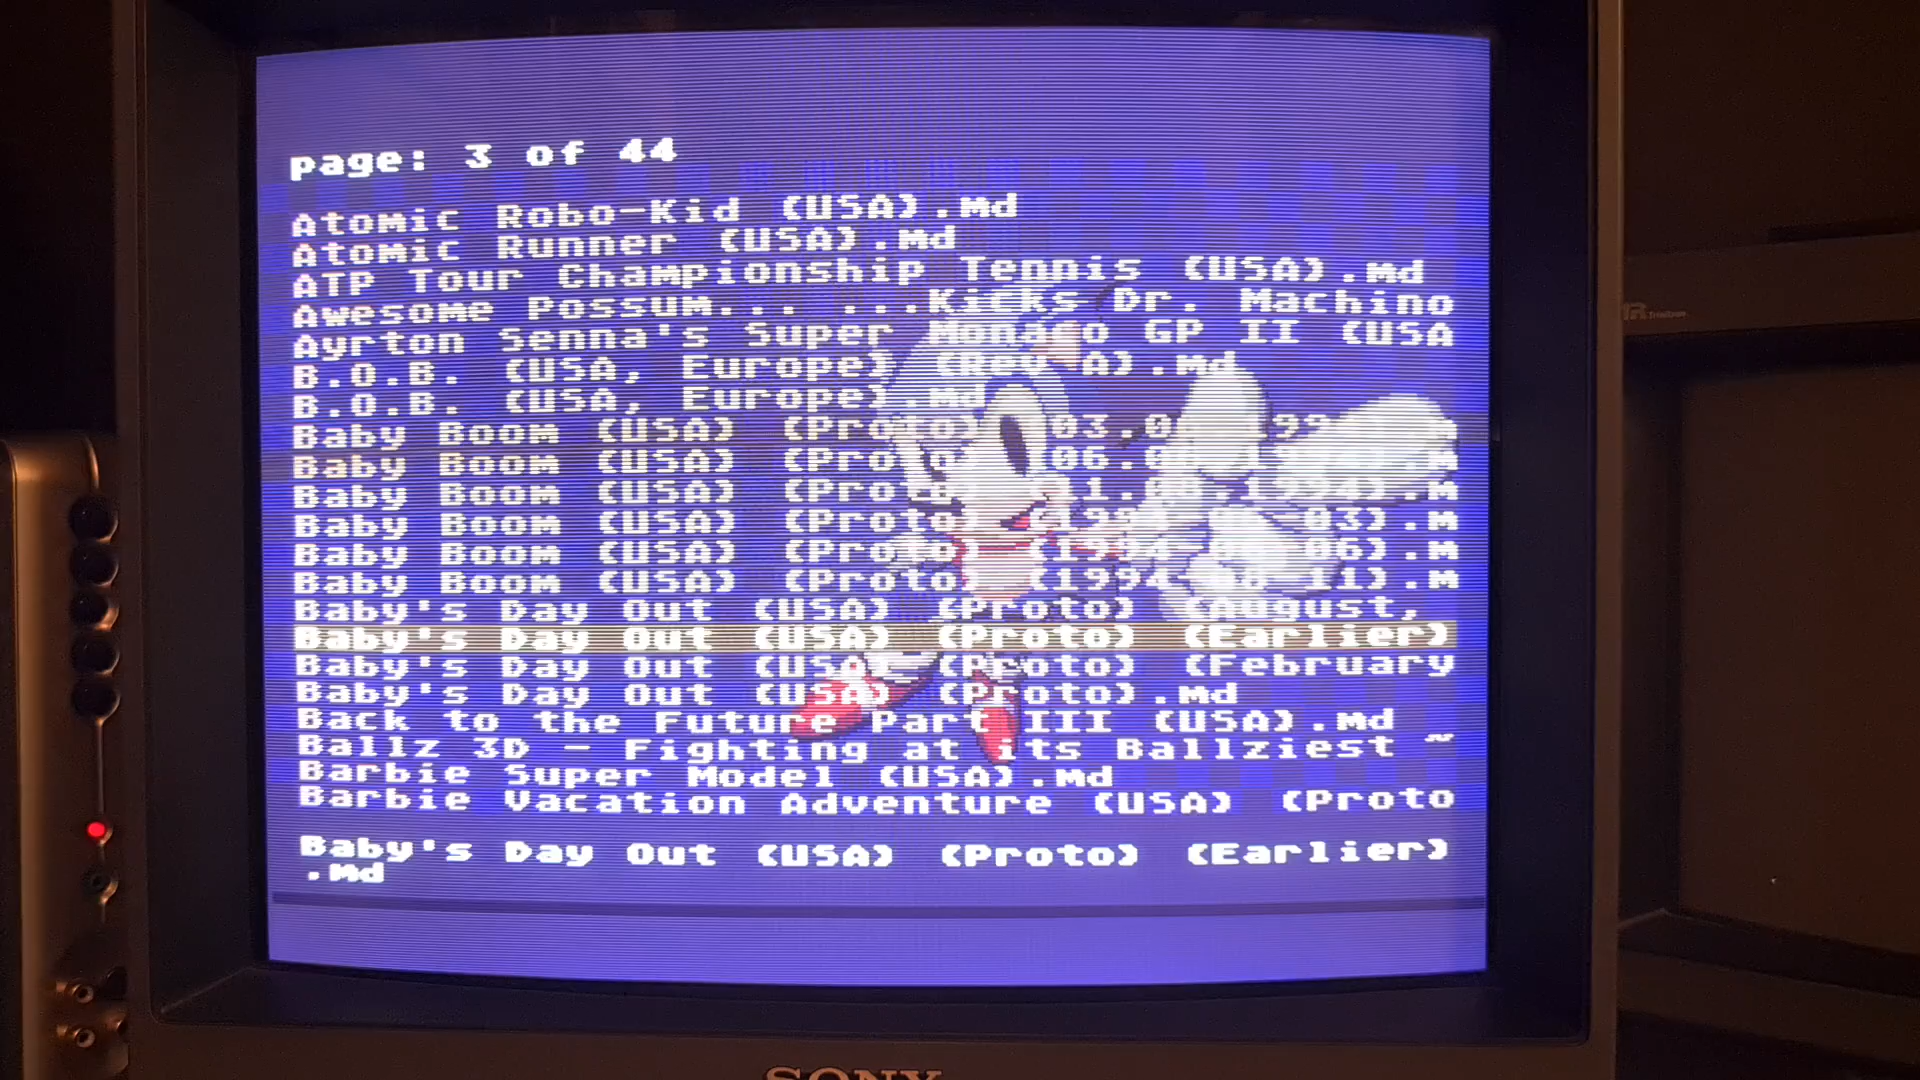 page: 3 of 44
Atomic Robo-Kid (USA).Md
Atomic Runner (USA).Md
ATP Tour Championship Tennis (USA).Md
Awesome Possum... ...Kicks Dr. Machino
Ayrton Senna's Super Monaco GP II (USA
B.O.B. (USA, Europe) (Rev A).Md
B.O.B. (USA, Europe).Md
Baby Boom (USA) (Proto)
Baby Boom (USA) (Proto)
Baby Boom (USA) (Proto)
Baby Boom (USA) (Proto)
Baby Boom (USA) (Proto)
Baby Boom (USA) (Proto)
Baby's Day Out (USA) (Proto) (August,
Baby's Day Out (USA) (Proto) (Earlier)
Baby's Day Out (USA) (Proto) (February
Baby's Day Out (USA) (Proto).Md
Back to the Future Part III (USA).Md
Ballz 3D - Fighting at its Ballziest ~
Barbie Super Model (USA).Md
Barbie Vacation Adventure (USA) (Proto
Baby's Day Out (USA) (Proto) (Earlier)
.Md
SONY